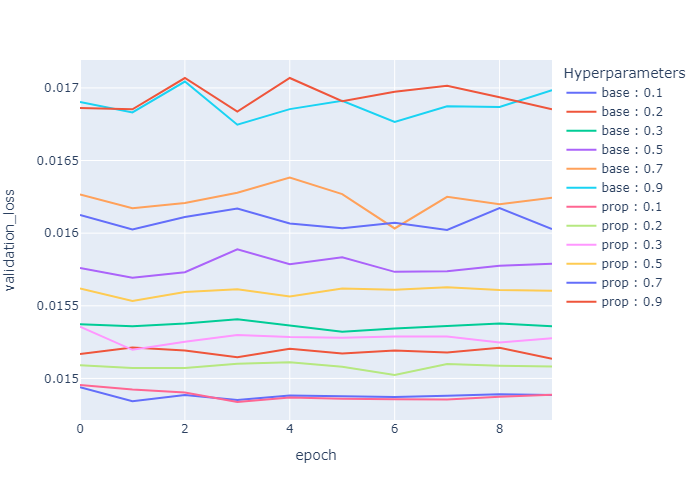 Hyperparameters
base : 0.1
base : 0.2
base : 0.3
base : 0.5
base : 0.7
base : 0.9
prop : 0.1
prop : 0.2
prop : 0.3
prop : 0.5
prop : 0.7
prop : 0.9
0.017
0.0165
0.016
0.0155
0.015
validation_loss
0 2 4 6 8
epoch